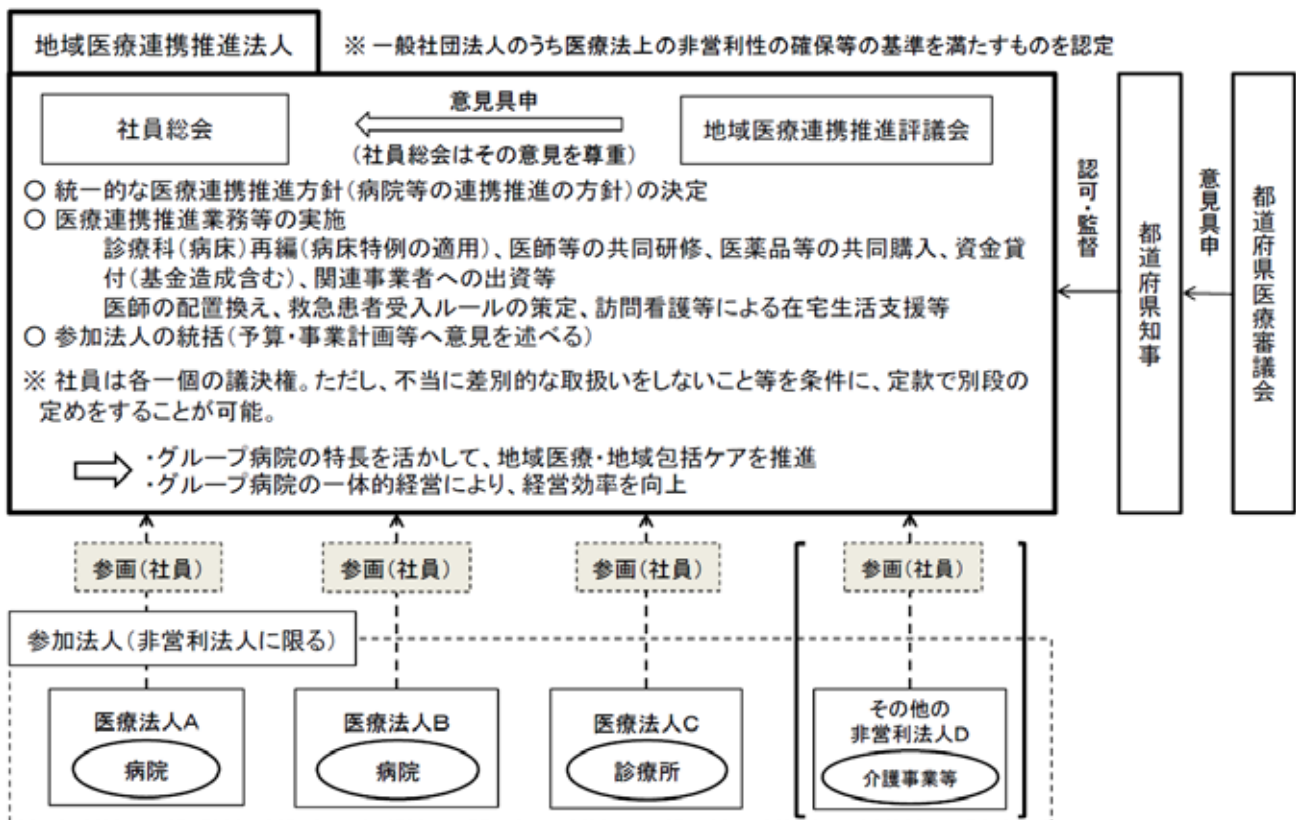 地域医療連携推進法人
※ 一般社団法人のうち医療法上の非営利性の確保等の基準を満たすものを認定
社員総会
意見具申
(社員総会はその意見を尊重)
地域医療連携推進評議会
○ 統一的な医療連携推進方針(病院等の連携推進の方針)の決定
○ 医療連携推進業務等の実施
診療科(病床)再編(病床特例の適用)、医師等の共同研修、医薬品等の共同購入、資金貸
付(基金造成含む)、関連事業者への出資等
医師の配置換え、救急患者受入ルールの策定、訪問看護等による在宅生活支援等
○ 参加法人の統括(予算・事業計画等へ意見を述べる)
※ 社員は各一個の議決権。ただし、不当に差別的な取扱いをしないこと等を条件に、定款で別段の
定めをすることが可能。
・グループ病院の特長を活かして、地域医療・地域包括ケアを推進
・グループ病院の一体的経営により、経営効率を向上
認可・監督
都道府県知事
意見具申
都道府県医療審議会
参画(社員)
参画(社員)
参画(社員)
参画(社員)
参加法人(非営利法人に限る)
医療法人A
病院
医療法人B
病院
医療法人C
診療所
その他の
非営利法人D
介護事業等